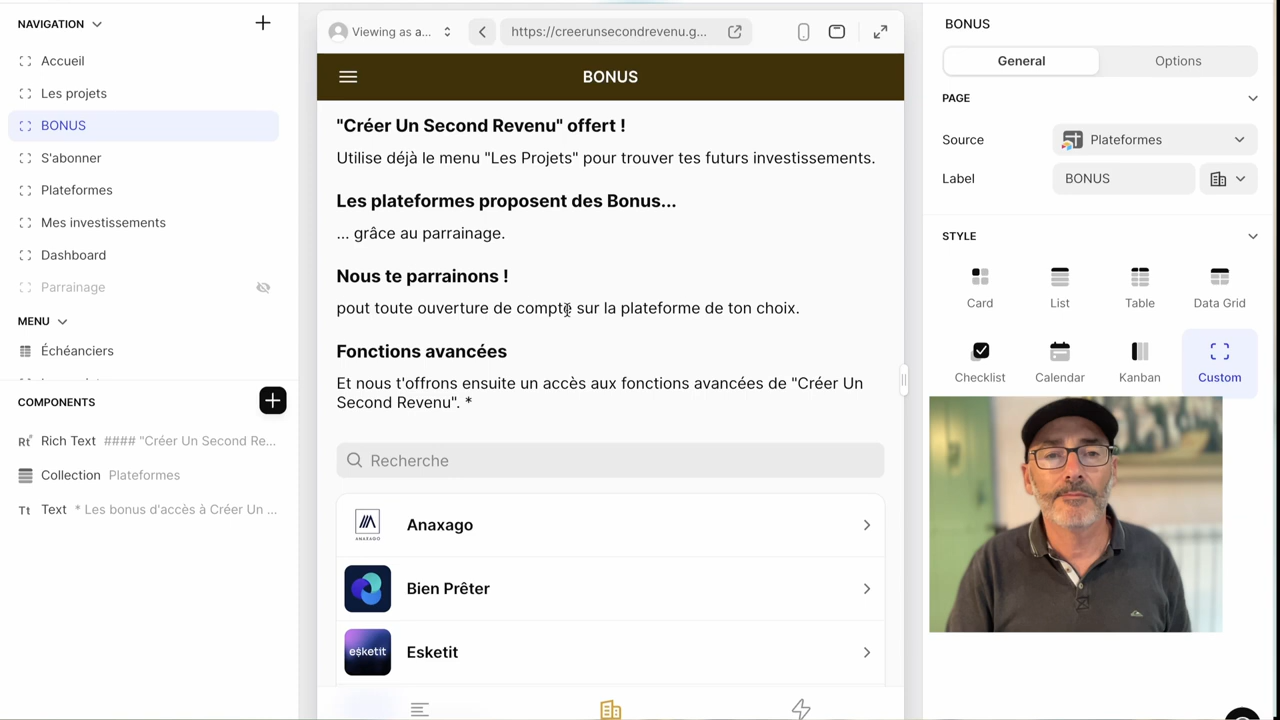 NAVIGATION
Accueil
Les projets
BONUS
S'abonner
Plateformes
Mes investissements
Dashboard
Parrainage
MENU
Échéanciers
COMPONENTS
Rich Text #### "Créer Un Second Re...
Collection Plateformes
Text * Les bonus d'accès à Créer Un ...
Viewing as a...
https://creerunsecondrevenu.g...
BONUS
"Créer Un Second Revenu" offert !
Utilise déjà le menu "Les Projets" pour trouver tes futurs investissements.
Les plateformes proposent des Bonus...
... grâce au parrainage.
Nous te parrainons !
pout toute ouverture de compte sur la plateforme de ton choix.
Fonctions avancées
Et nous t'offrons ensuite un accès aux fonctions avancées de "Créer Un
Second Revenu". *
Recherche
ANAXAGO
Anaxago
Bien Prêter
esketit
Esketit
BONUS
General Options
PAGE
Source Plateformes
Label BONUS
STYLE
Card List Table Data Grid
Checklist Calendar Kanban Custom